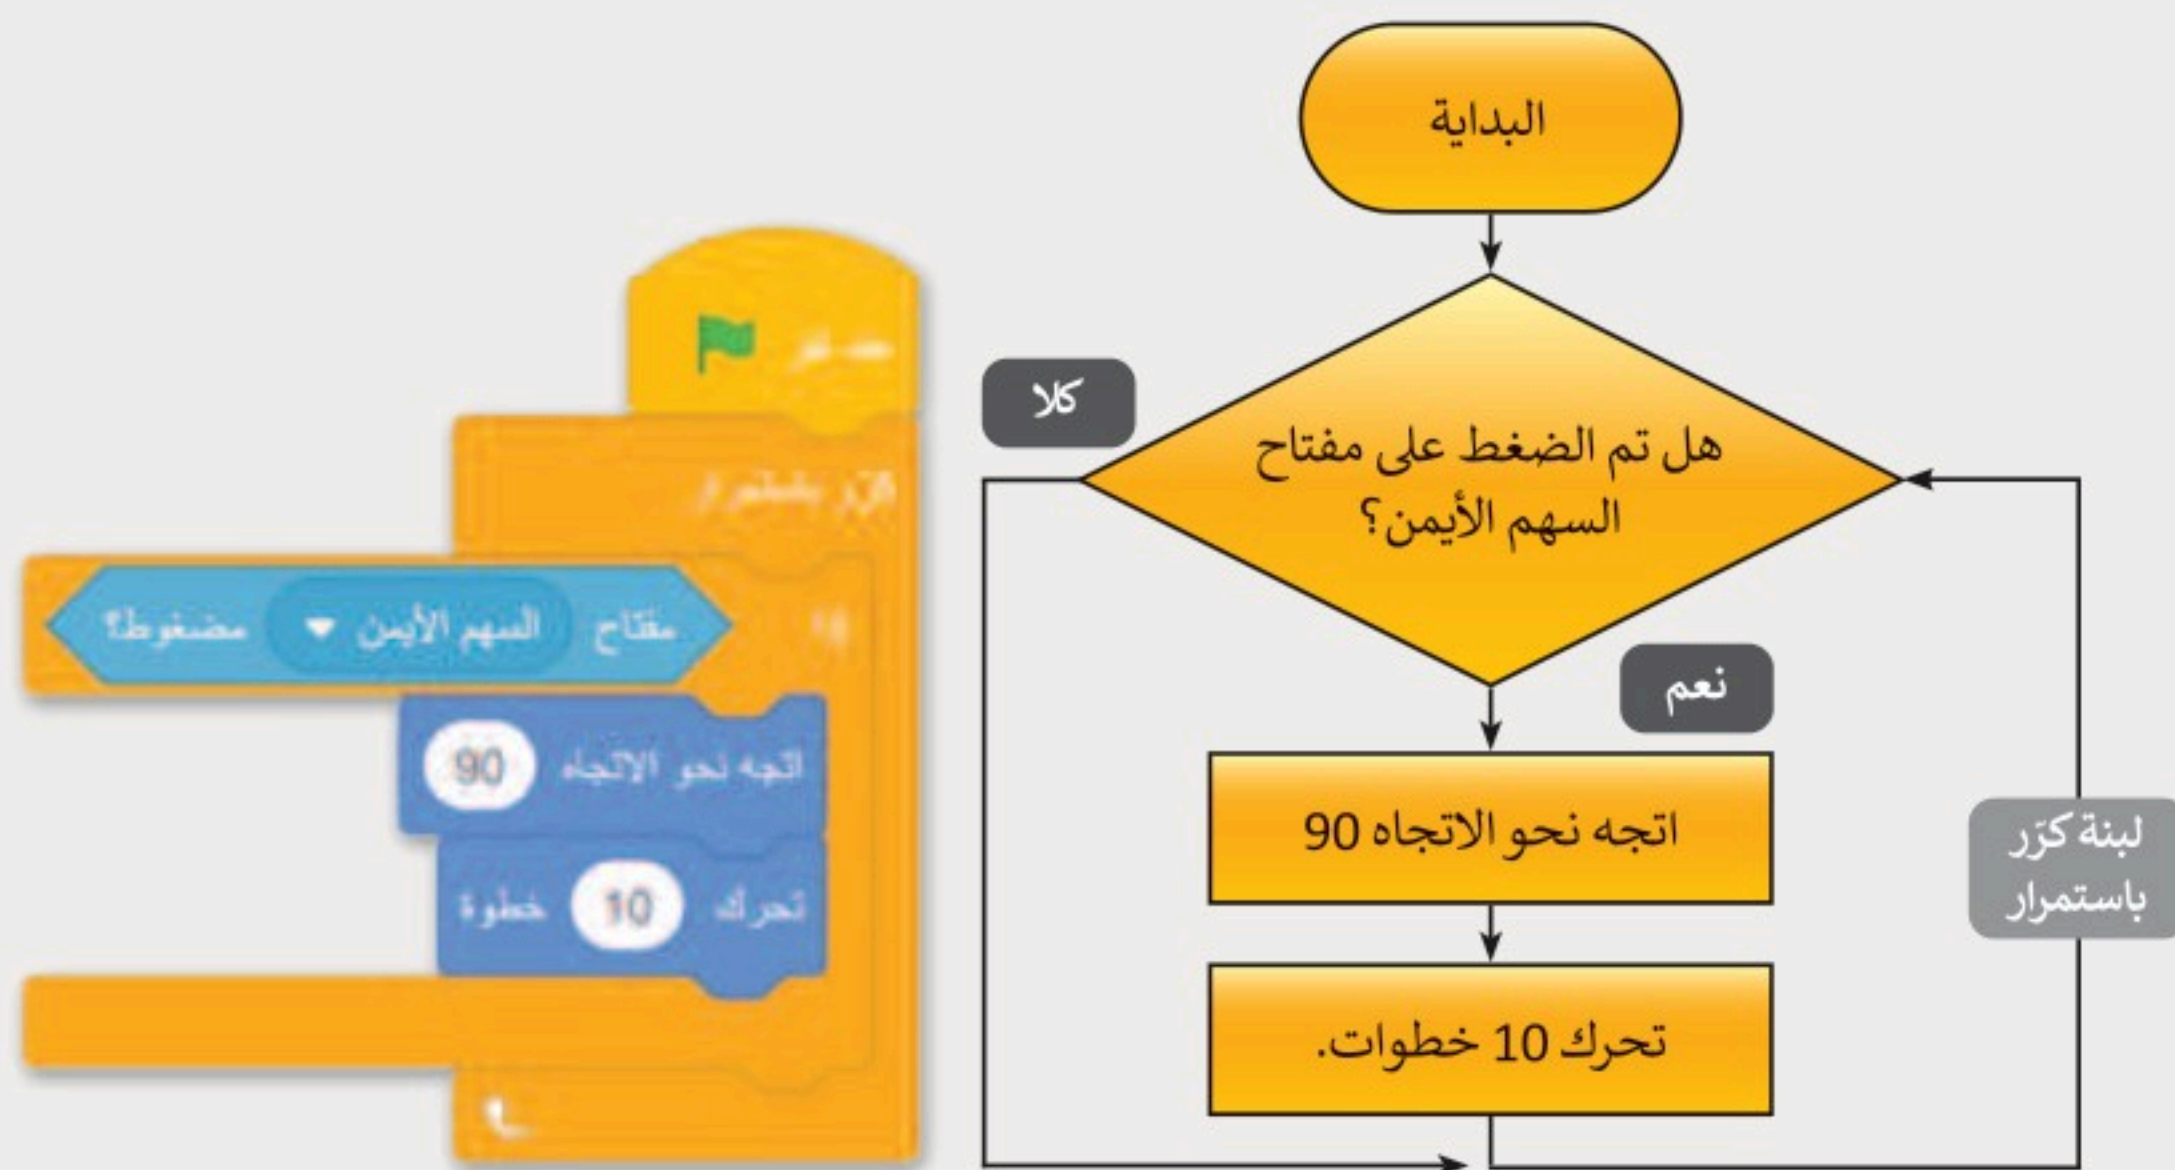 البداية
كلا
هل تم الضغط على مفتاح
السهم الأيمن؟
نعم
اتجه نحو الاتجاه 90
تحرك 10 خطوات.
لبنة كرّر
باستمرار
كرّر باستمرار
مفتاح السهم الأيمن مضغوط؟
اتجه نحو الاتجاه 90
تحرك 10 خطوة